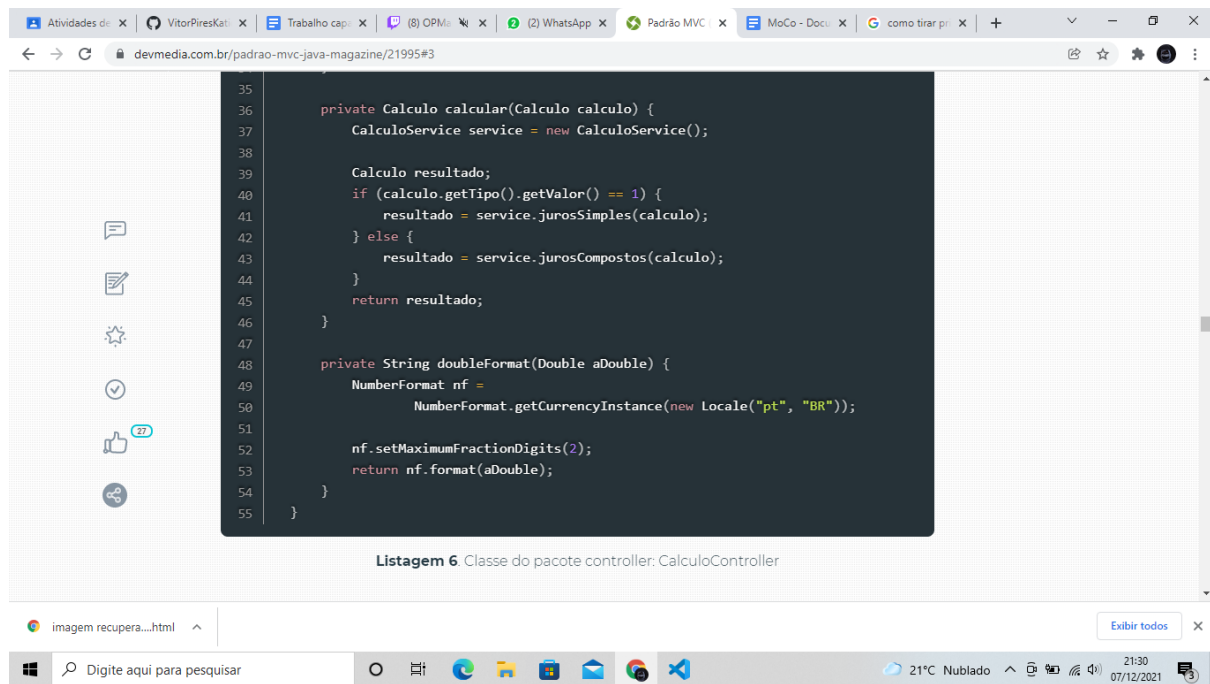 Atividades de
VitorPiresKati
Trabalho capa
(8) OPMa
(2) WhatsApp
Padrão MVC
MoCo - Docu
como tirar pri
devmedia.com.br/padrao-mvc-java-magazine/21995#3
35
36 private Calculo calcular(Calculo calculo) {
37 CalculoService service = new CalculoService();
38
39 Calculo resultado;
40 if (calculo.getTipo().getValor() == 1) {
41 resultado = service.jurosSimples(calculo);
42 } else {
43 resultado = service.jurosCompostos(calculo);
44 }
45 return resultado;
46 }
47
48 private String doubleFormat(Double aDouble) {
49 NumberFormat nf =
50 NumberFormat.getCurrencyInstance(new Locale("pt", "BR"));
51
52 nf.setMaximumFractionDigits(2);
53 return nf.format(aDouble);
54 }
55 }
27
Listagem 6. Classe do pacote controller: CalculoController
imagem recupera....html
Exibir todos
Digite aqui para pesquisar
21°C Nublado
21:30
07/12/2021
3